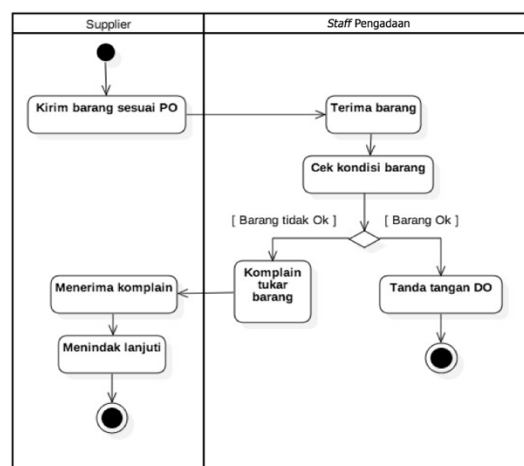 Supplier
Staff Pengadaan
Kirim barang sesuai PO
Terima barang
Cek kondisi barang
[ Barang tidak Ok ]
[ Barang Ok ]
Komplain
tukar
barang
Menerima komplain
Tanda tangan DO
Menindak lanjuti